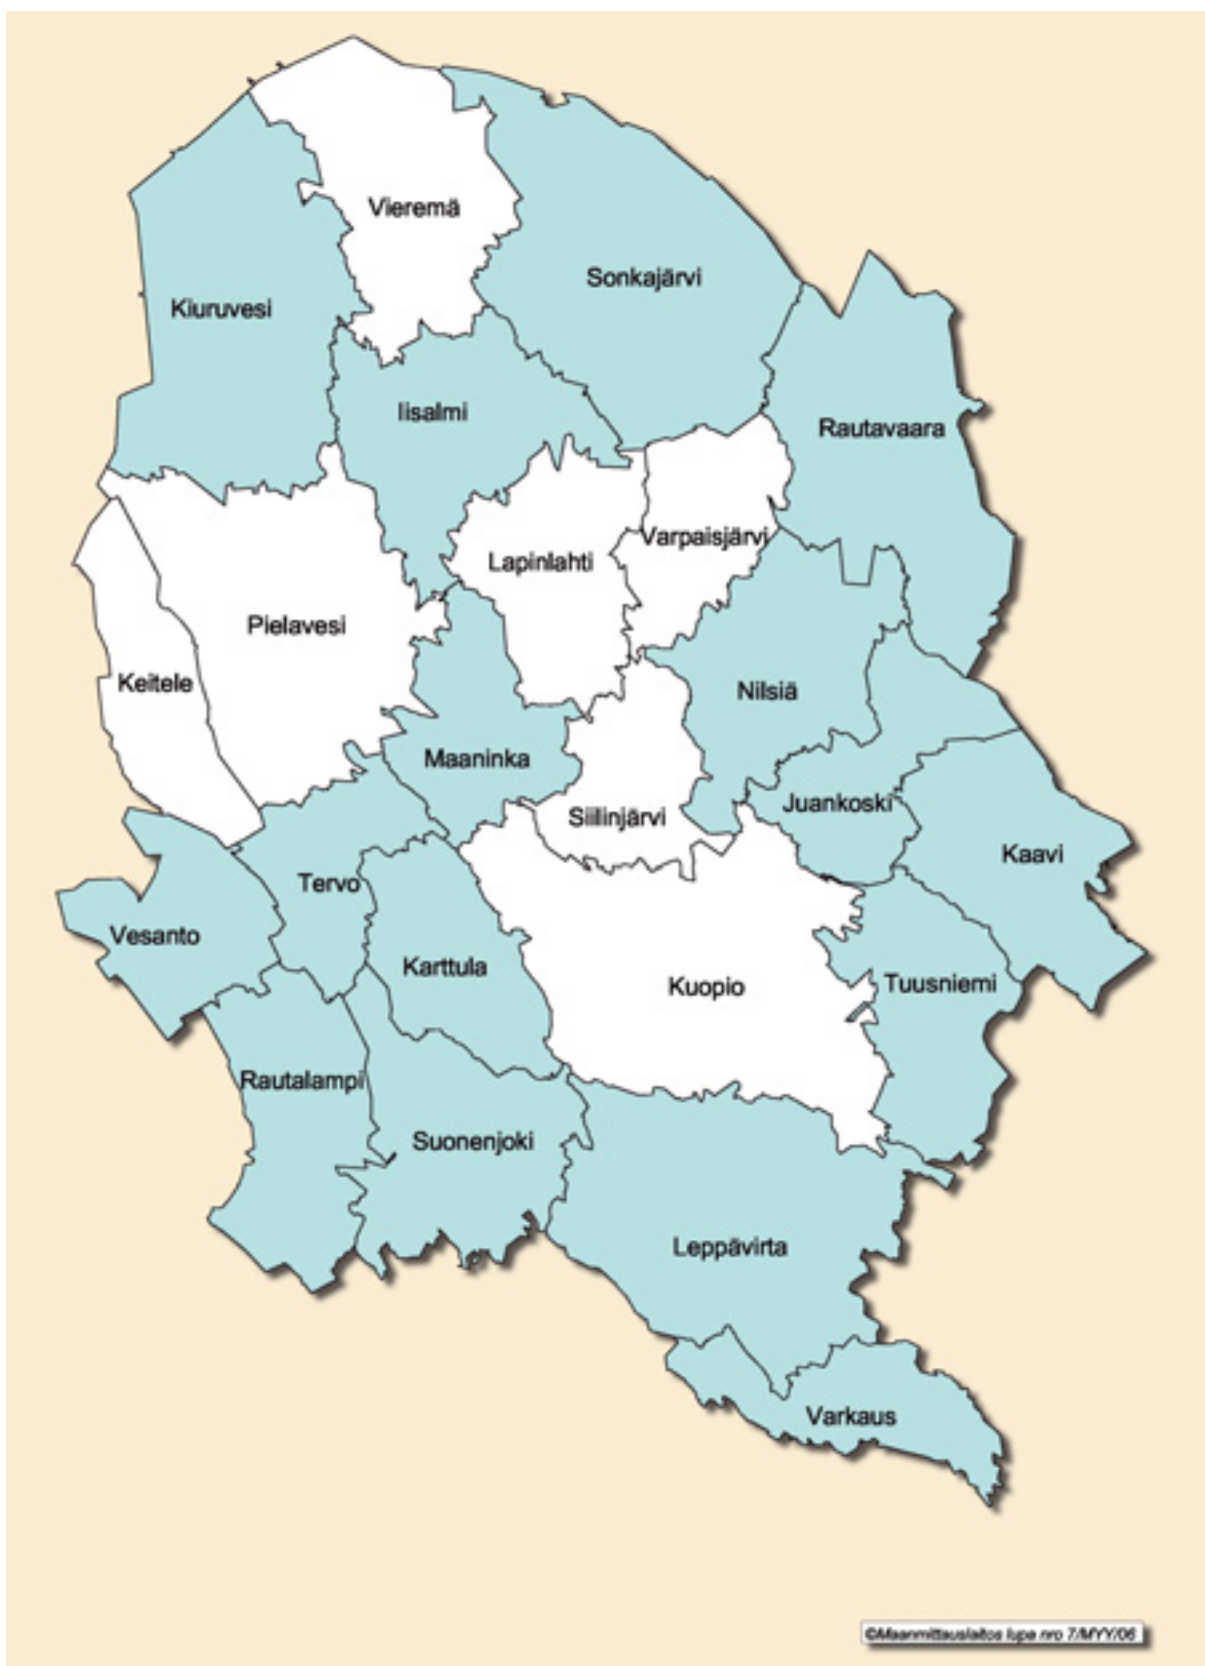 Vieremä
Sonkajärvi
Kiuruvesi
Iisalmi
Rautavaara
Varpaisjärvi
Lapinlahti
Pielavesi
Keitele
Nilsiä
Maaninka
Juankoski
Siilinjärvi
Kaavi
Tervo
Vesanto
Karttula
Kuopio
Tuusniemi
Rautalampi
Suonenjoki
Leppävirta
Varkaus
©Maanmittauslaitos lupa nro 7/MYY/06